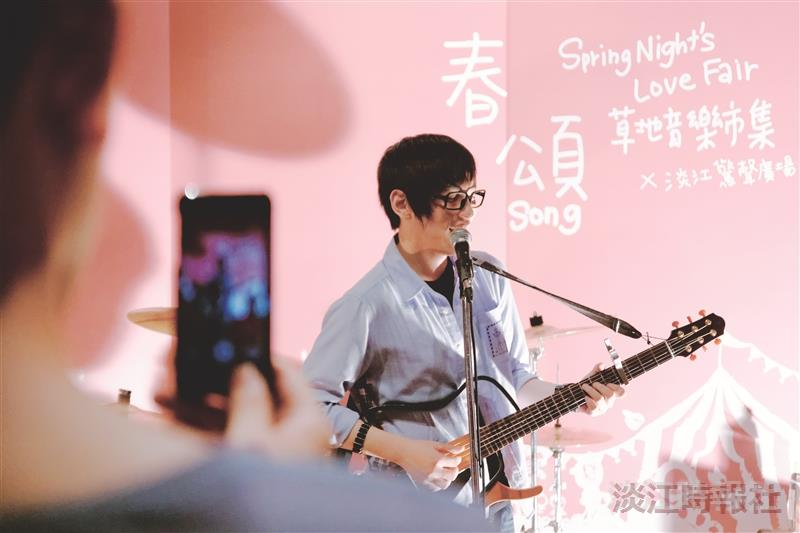 春頌
Song
Spring Night's
Love Fair
草地音樂市集
×淡江驚聲廣場
淡江時報社